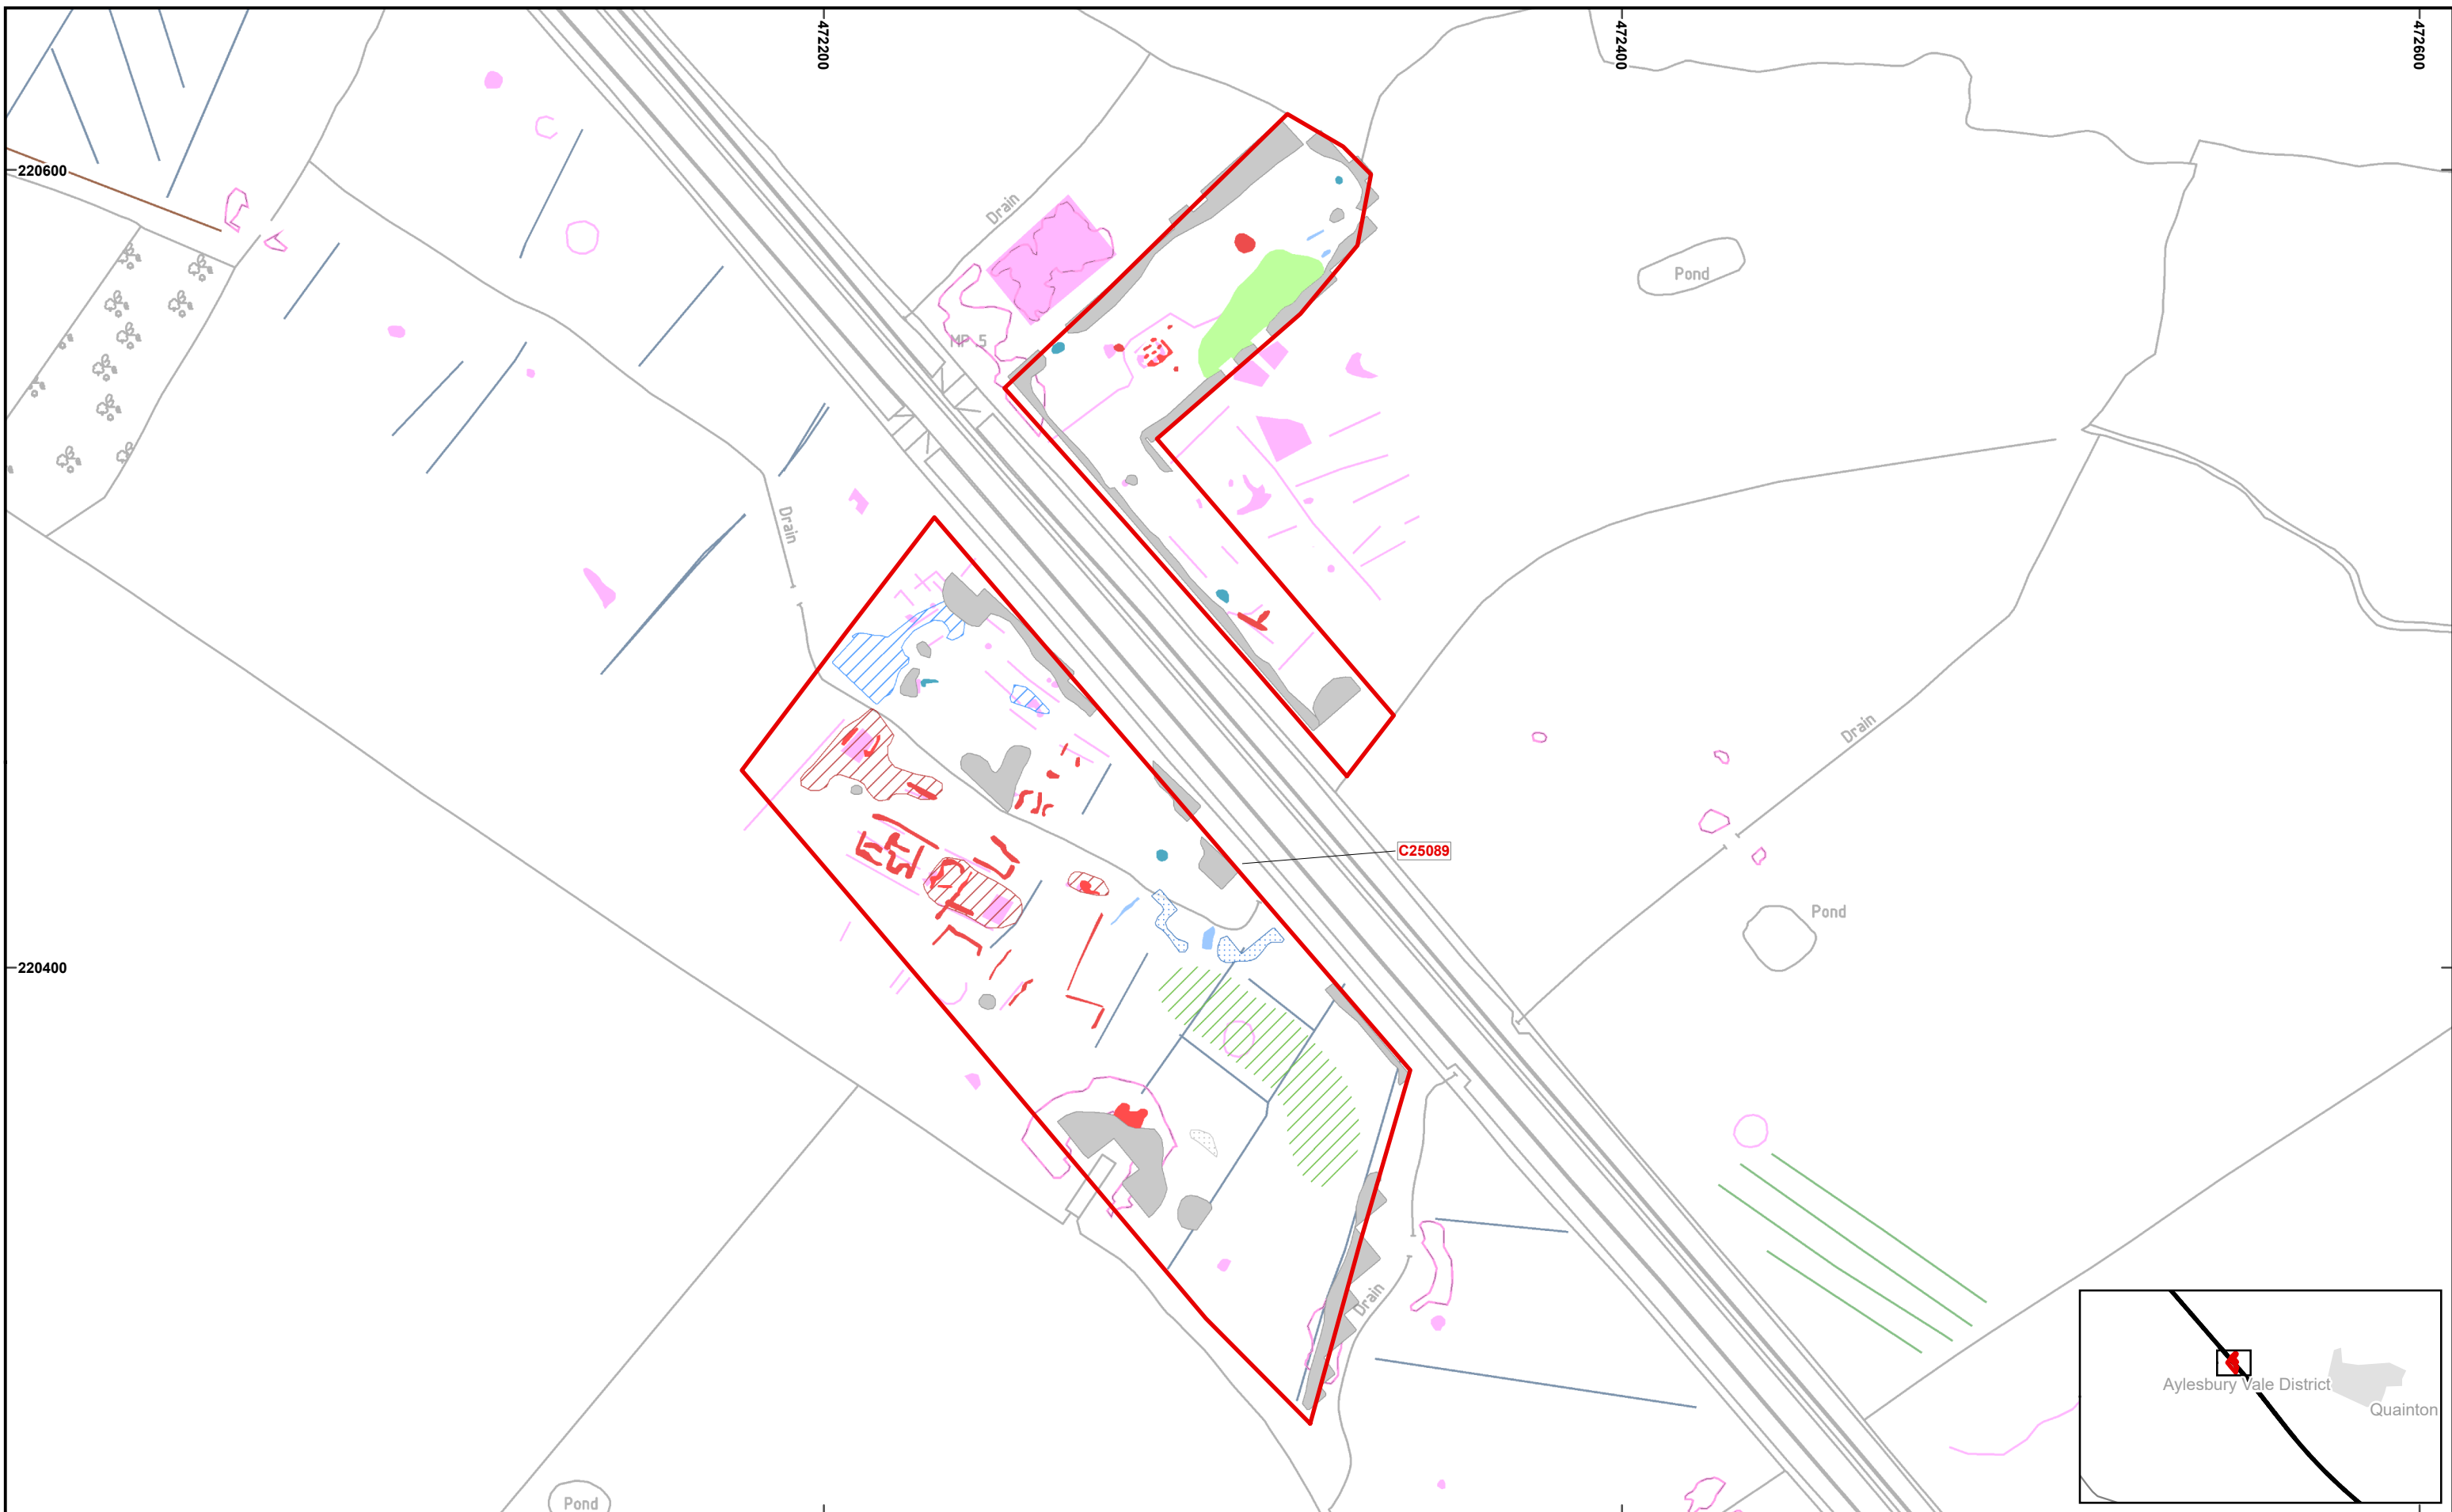 472200
472400
472600
220600
Drain
Pond
MP .5
Drain
Drain
C25089
Pond
220400
Drain
Aylesbury Vale District
Quainton
Pond